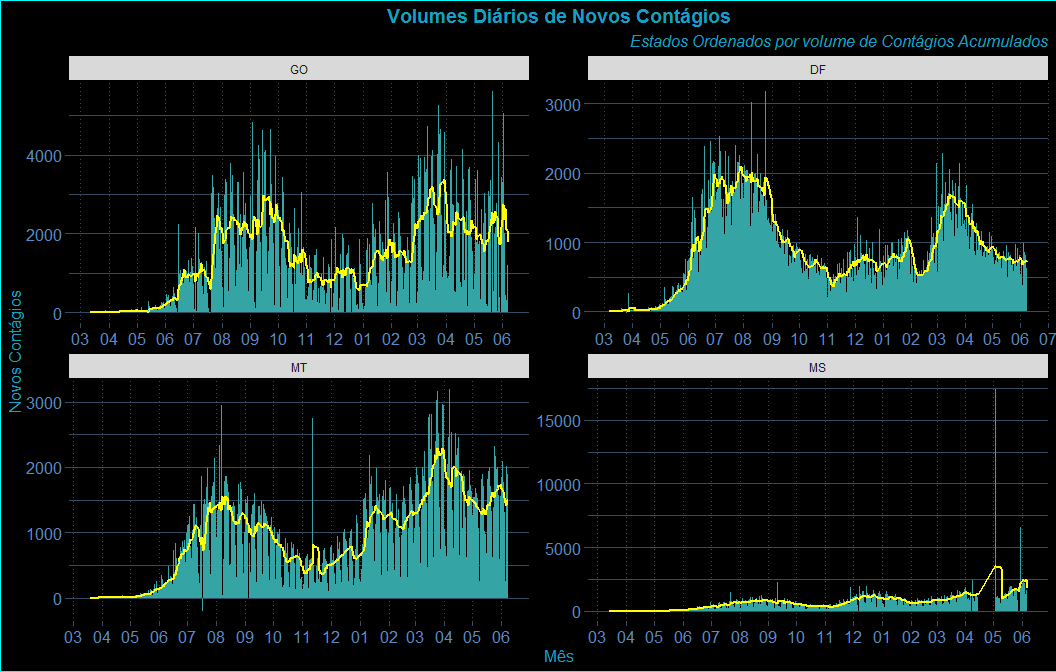 Volumes Diários de Novos Contágios
Estados Ordenados por volume de Contágios Acumulados
GO
DF
4000
2000
0
03 04 05 06 07 08 09 10 11 12 01 02 03 04 05 06
3000
2000
1000
0
03 04 05 06 07 08 09 10 11 12 01 02 03 04 05 06 07
MT
MS
3000
2000
1000
0
03 04 05 06 07 08 09 10 11 12 01 02 03 04 05 06
15000
10000
5000
0
03 04 05 06 07 08 09 10 11 12 01 02 03 04 05 06
Novos Contágios
Mês